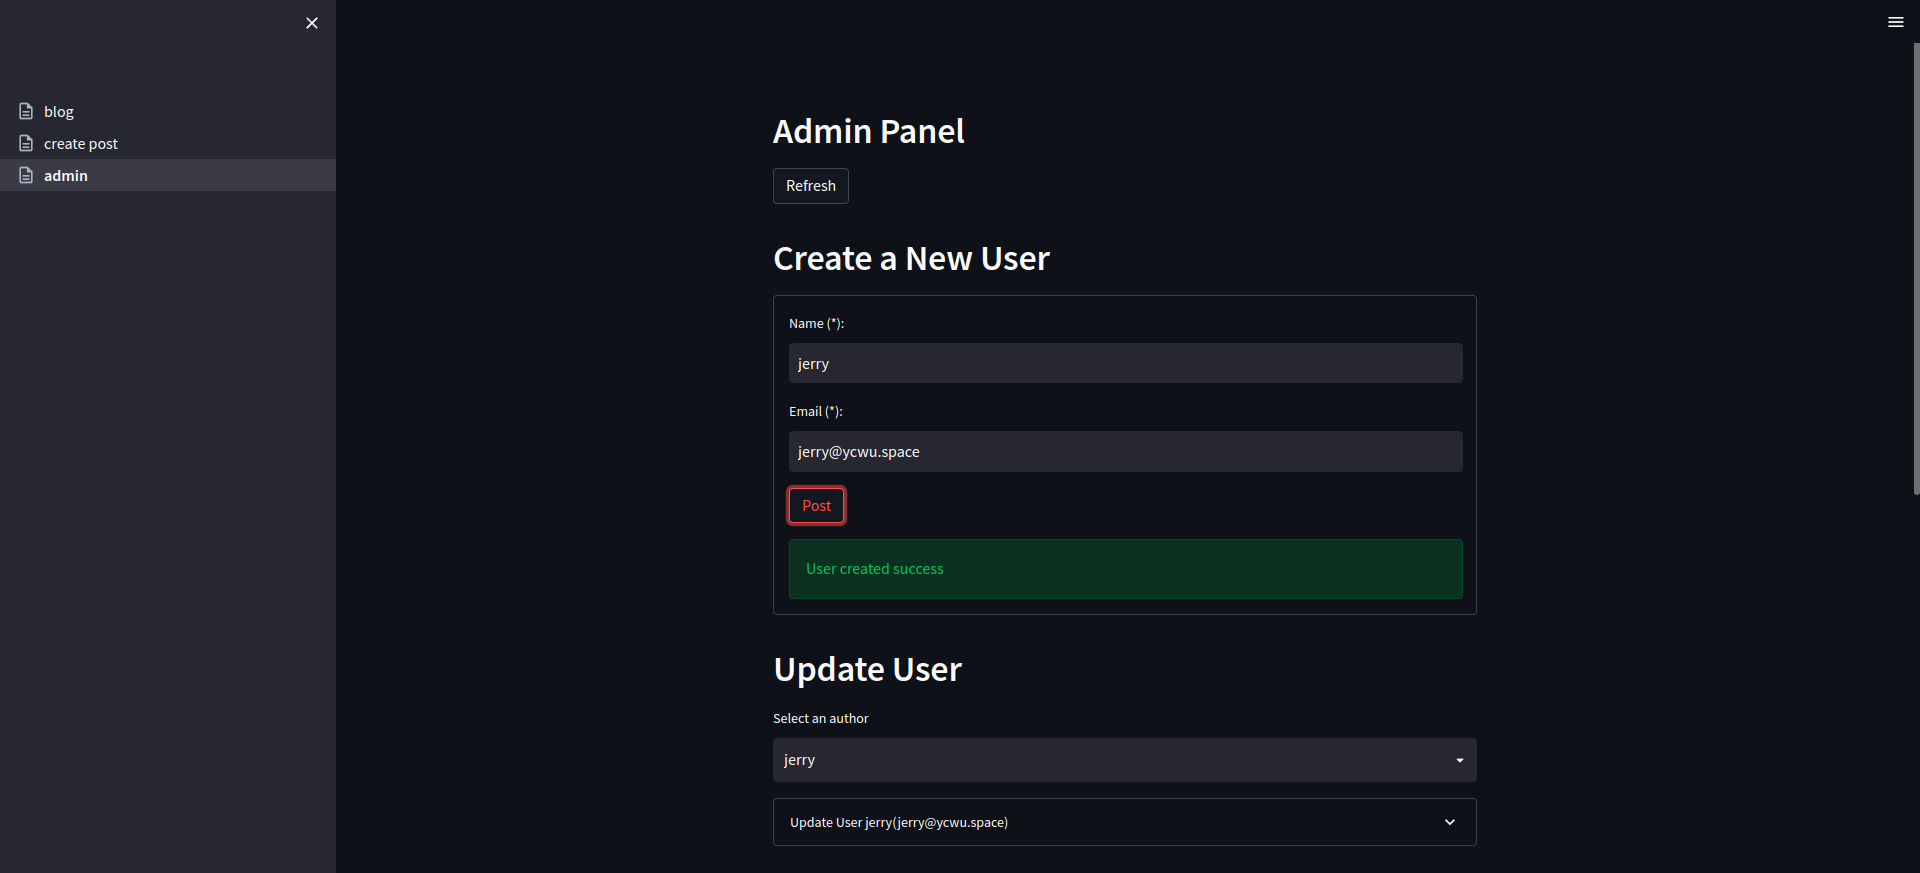 blog
create post
admin
Admin Panel
Refresh
Create a New User
Name (*):
jerry
Email (*):
jerry@ycwu.space
Post
User created success
Update User
Select an author
jerry
Update User jerry(jerry@ycwu.space)